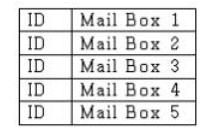 ID Mail Box 1
ID Mail Box 2
ID Mail Box 3
ID Mail Box 4
ID Mail Box 5